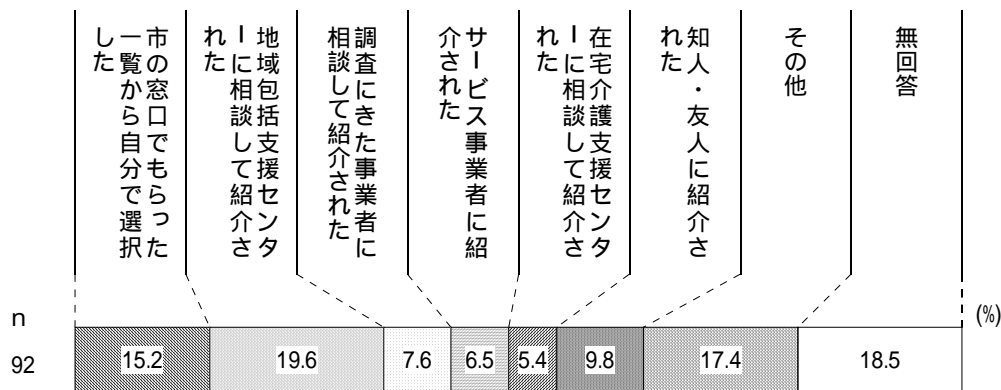 市の窓口でもらった
一覧から自分で選択
した
地域包括支援センタ
ーに相談して紹介さ
れた
調査にきた事業者に
相談して紹介された
サービス事業者に紹
介された
在宅介護支援センタ
ーに相談して紹介さ
れた
知人・友人に紹介さ
れた
その他
無回答
(%)
n
92
15.2
19.6
7.6
6.5
5.4
9.8
17.4
18.5